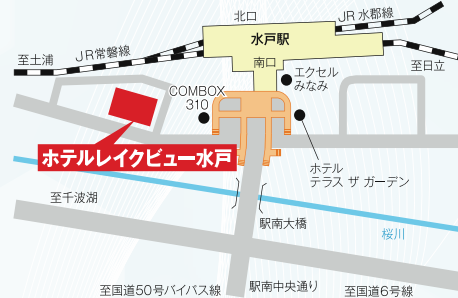 北口
JR水郡線
水戸駅
JR常磐線
至土浦
南口
至日立
エクセル
みなみ
COMBOX
310
ホテルレイクビュー水戸
ホテル
テラス ザ ガーデン
至千波湖
駅南大橋
桜川
駅南中央通り
至国道50号バイパス線
至国道6号線